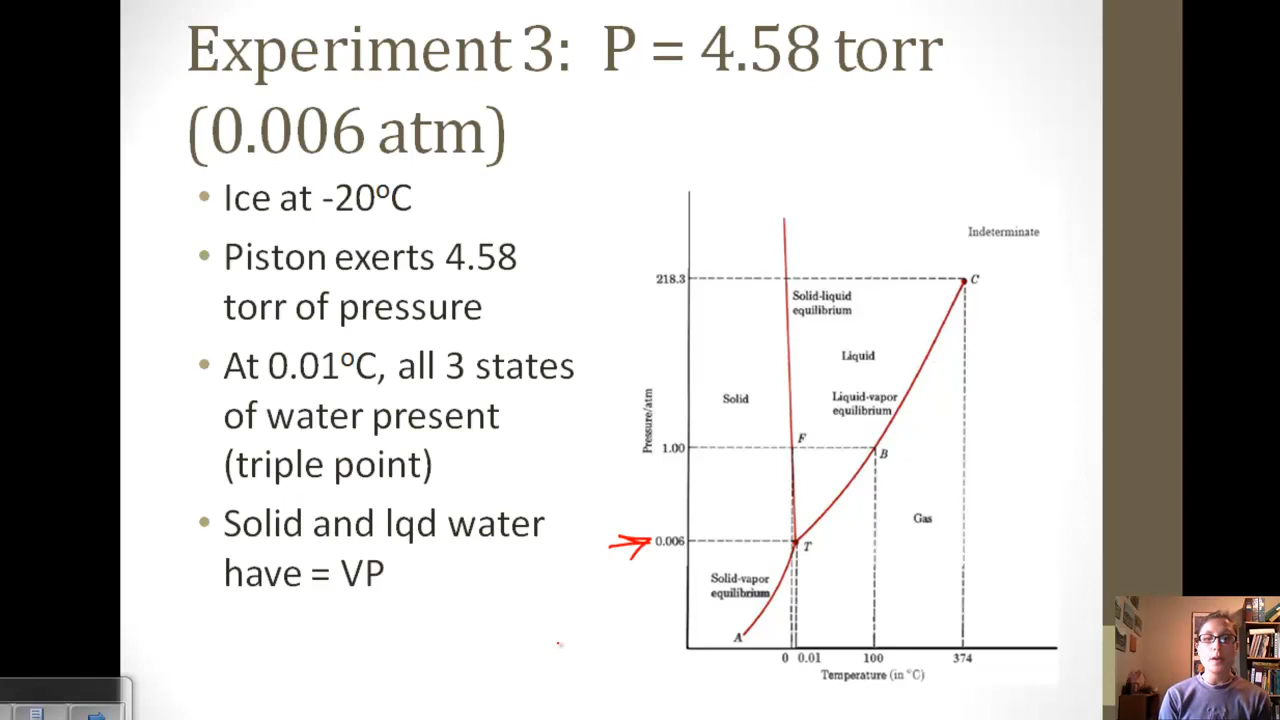 Experiment 3: P = 4.58 torr
(0.006 atm)
• Ice at -20°C
• Piston exerts 4.58
torr of pressure
• At 0.01°C, all 3 states
of water present
(triple point)
• Solid and lqd water
have = VP
Indeterminate
218.3
C
Solid-liquid
equilibrium
Liquid
Solid
Liquid-vapor
equilibrium
Pressure/atm
F
1.00
B
Gas
0.006
T
Solid-vapor
equilibrium
A
0 0.01 100 374
Temperature (in °C)